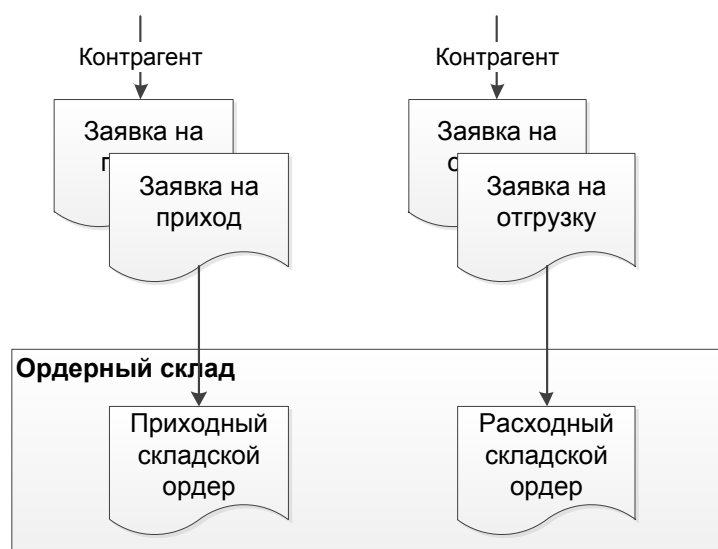 Контрагент
Заявка на
Заявка на
приход
Контрагент
Заявка на
Заявка на
отгрузку
Ордерный склад
Приходный
складской
ордер
Расходный
складской
ордер